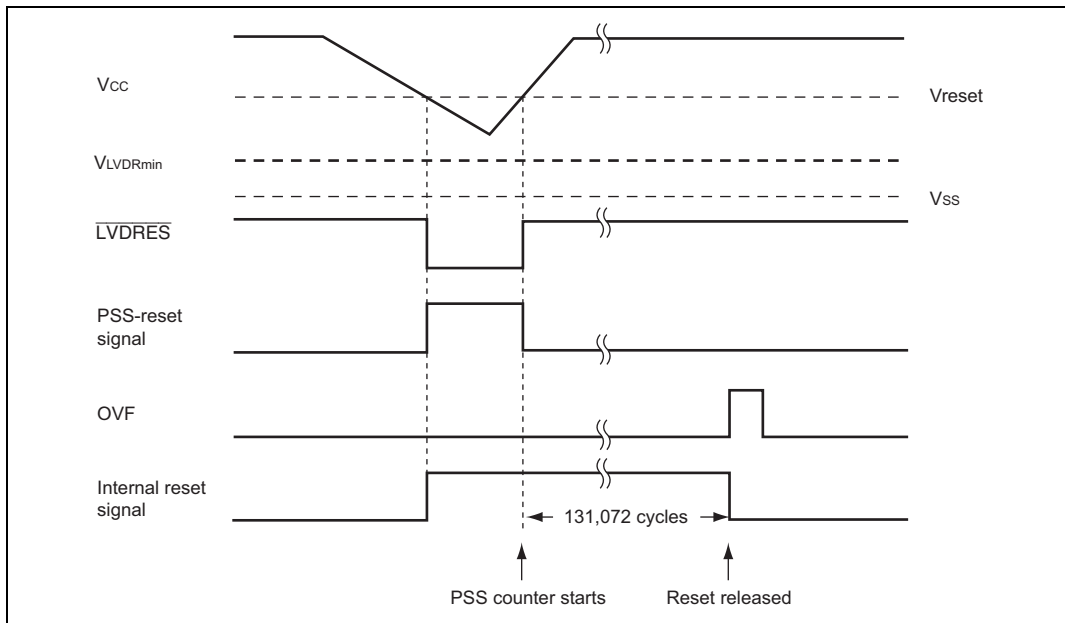 Vcc
Vreset
VLVDRmin
Vss
LVDRES
PSS-reset
signal
OVF
Internal reset
signal
131,072 cycles
PSS counter starts
Reset released